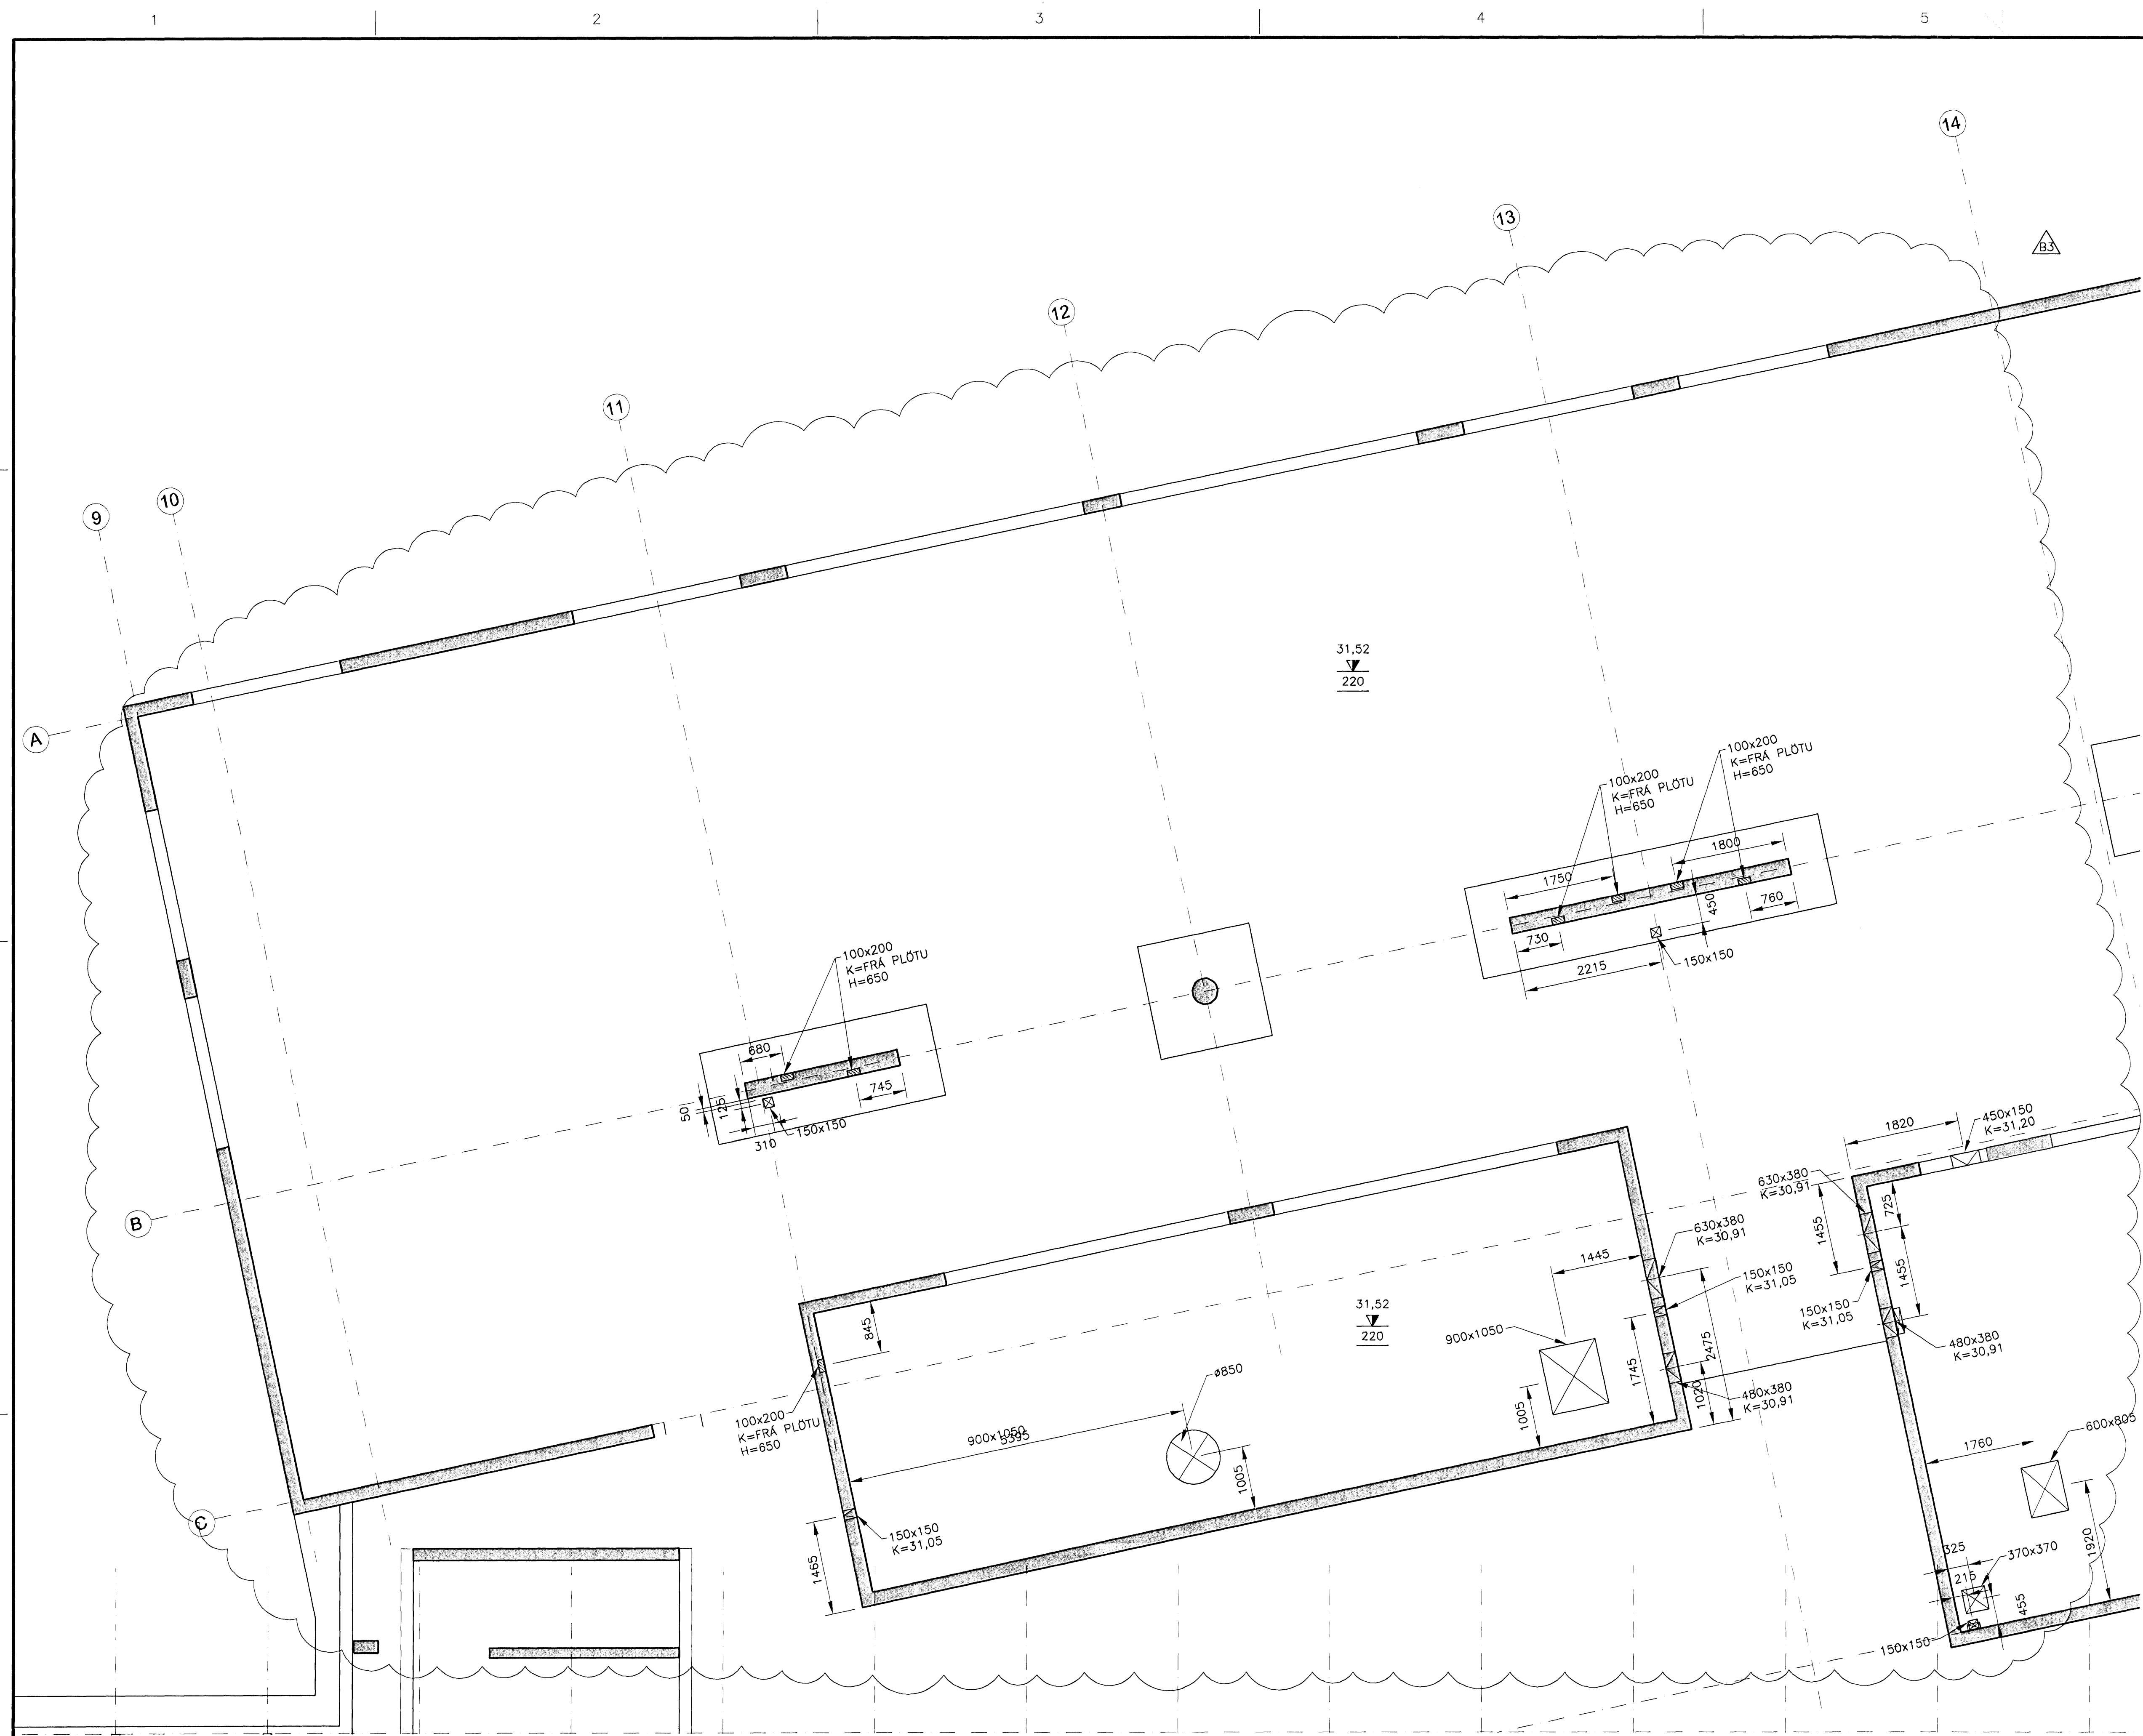 1
2
3
4
5
14
13
B3
12
11
10
9
31,52
220
A
100x200
K=FRÁ PLÖTU
H=650
100x200
K=FRÁ PLÖTU
H=650
1800
1750
450
760
730
150x150
2215
100x200
K=FRÁ PLÖTU
H=650
680
745
50
125
150x150
310
B
1820
450x150
K=31,20
630x380
K=30,91
725
1455
1455
630x380
K=30,91
1445
150x150
K=31,05
150x150
K=31,05
480x380
K=30,91
31,52
220
845
900x1050
2475
1745
1020
ø850
480x380
K=30,91
1005
100x200
K=FRÁ PLÖTU
H=650
900x1050
5395
1005
600x805
1760
C
150x150
K=31,05
1465
325
370x370
1920
215
455
150x150